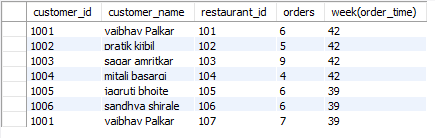 customer_id customer_name restaurant_id orders week(order_time)
1001 vaibhav Palkar 101 6 42
1002 pratik kjibil 102 5 42
1003 sagar amritkar 103 9 42
1004 mitali basargi 104 4 42
1005 jagruti bhoite 105 6 39
1006 sandhya shirale 106 6 39
1001 vaibhav Palkar 107 7 39